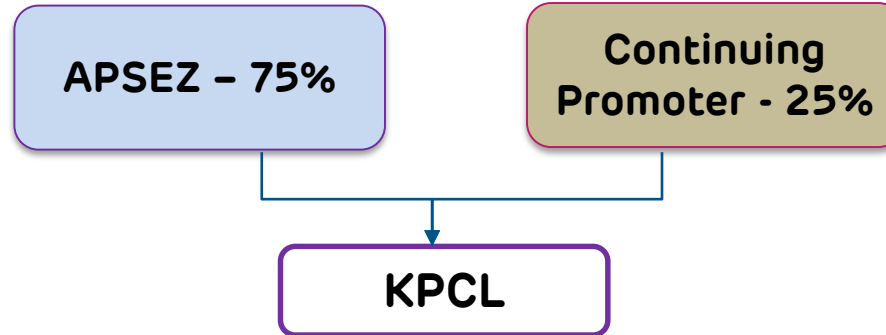 APSEZ – 75%
Continuing
Promoter - 25%
KPCL